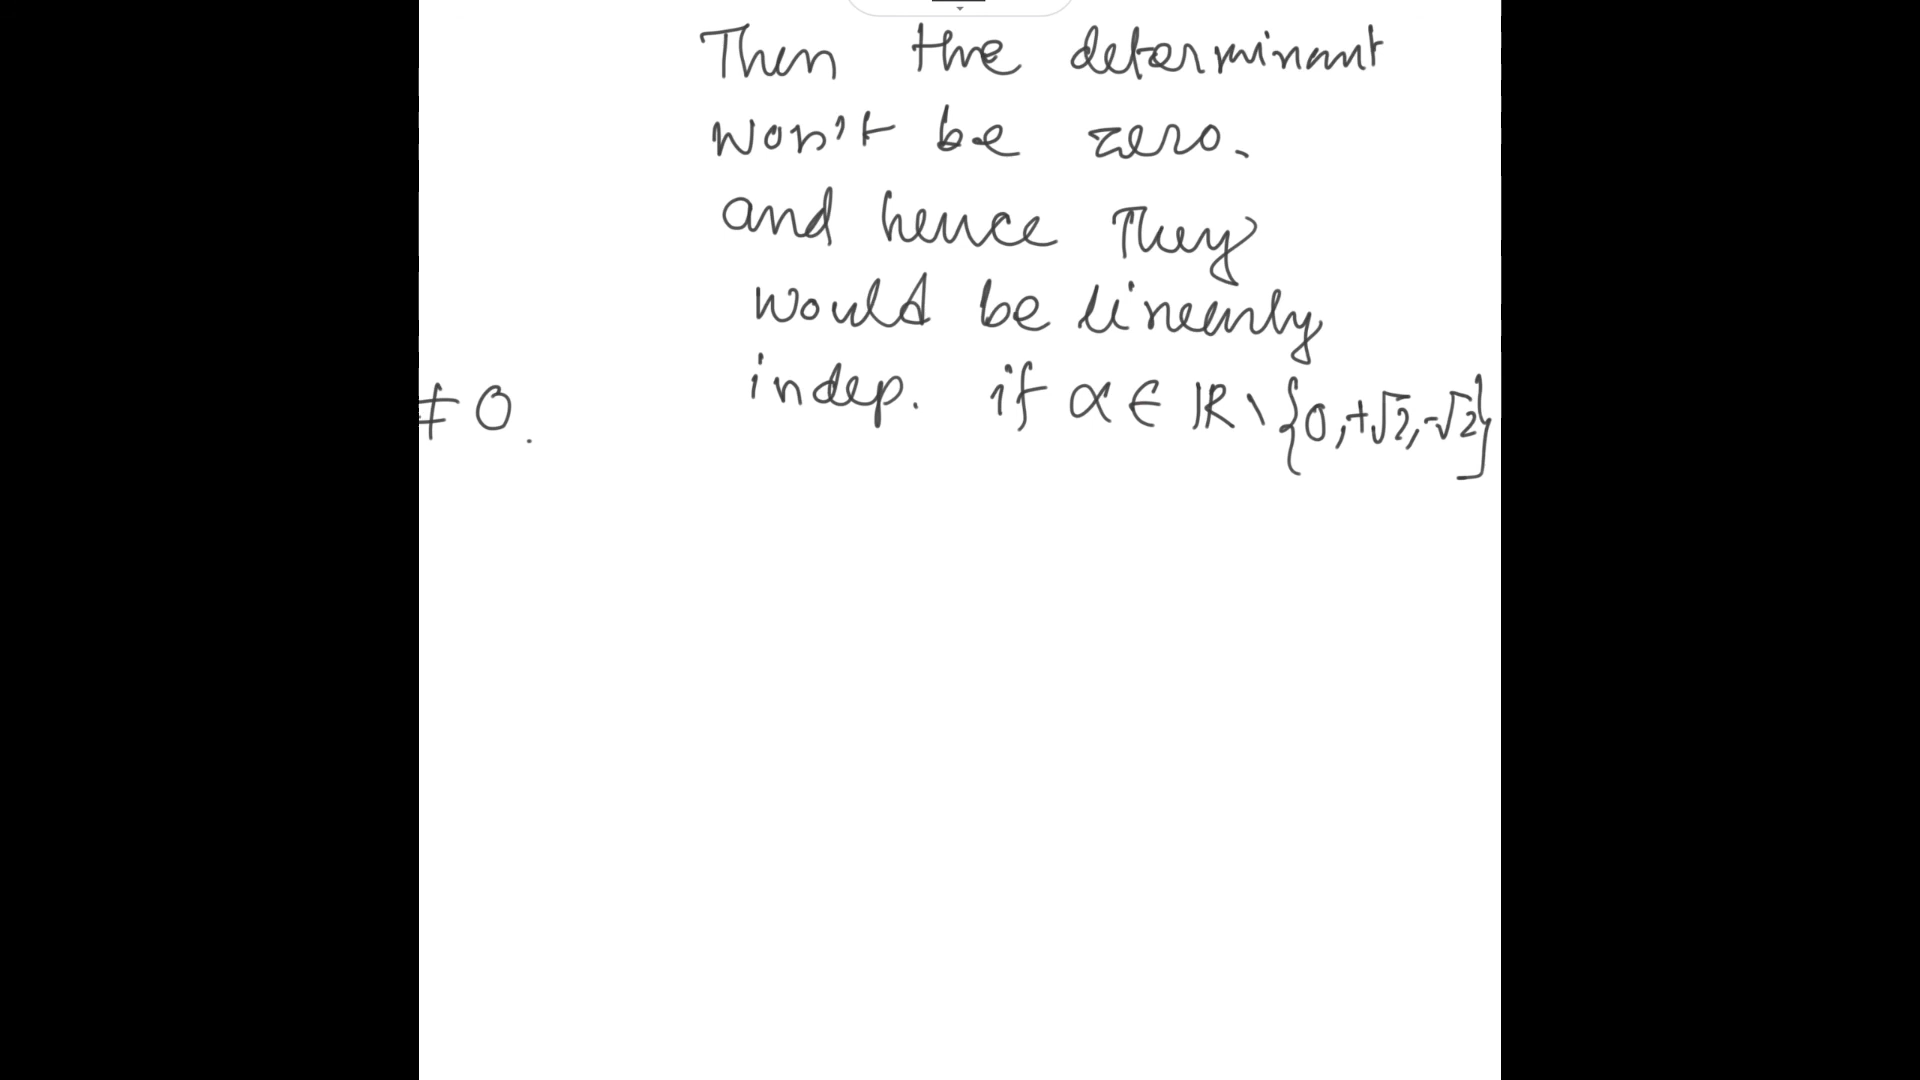 Then the determinant
won't be zero.
and hence They
would be linearly
indep. if α ∈ ℝ \ {0,+√2,-√2}
≠ 0.